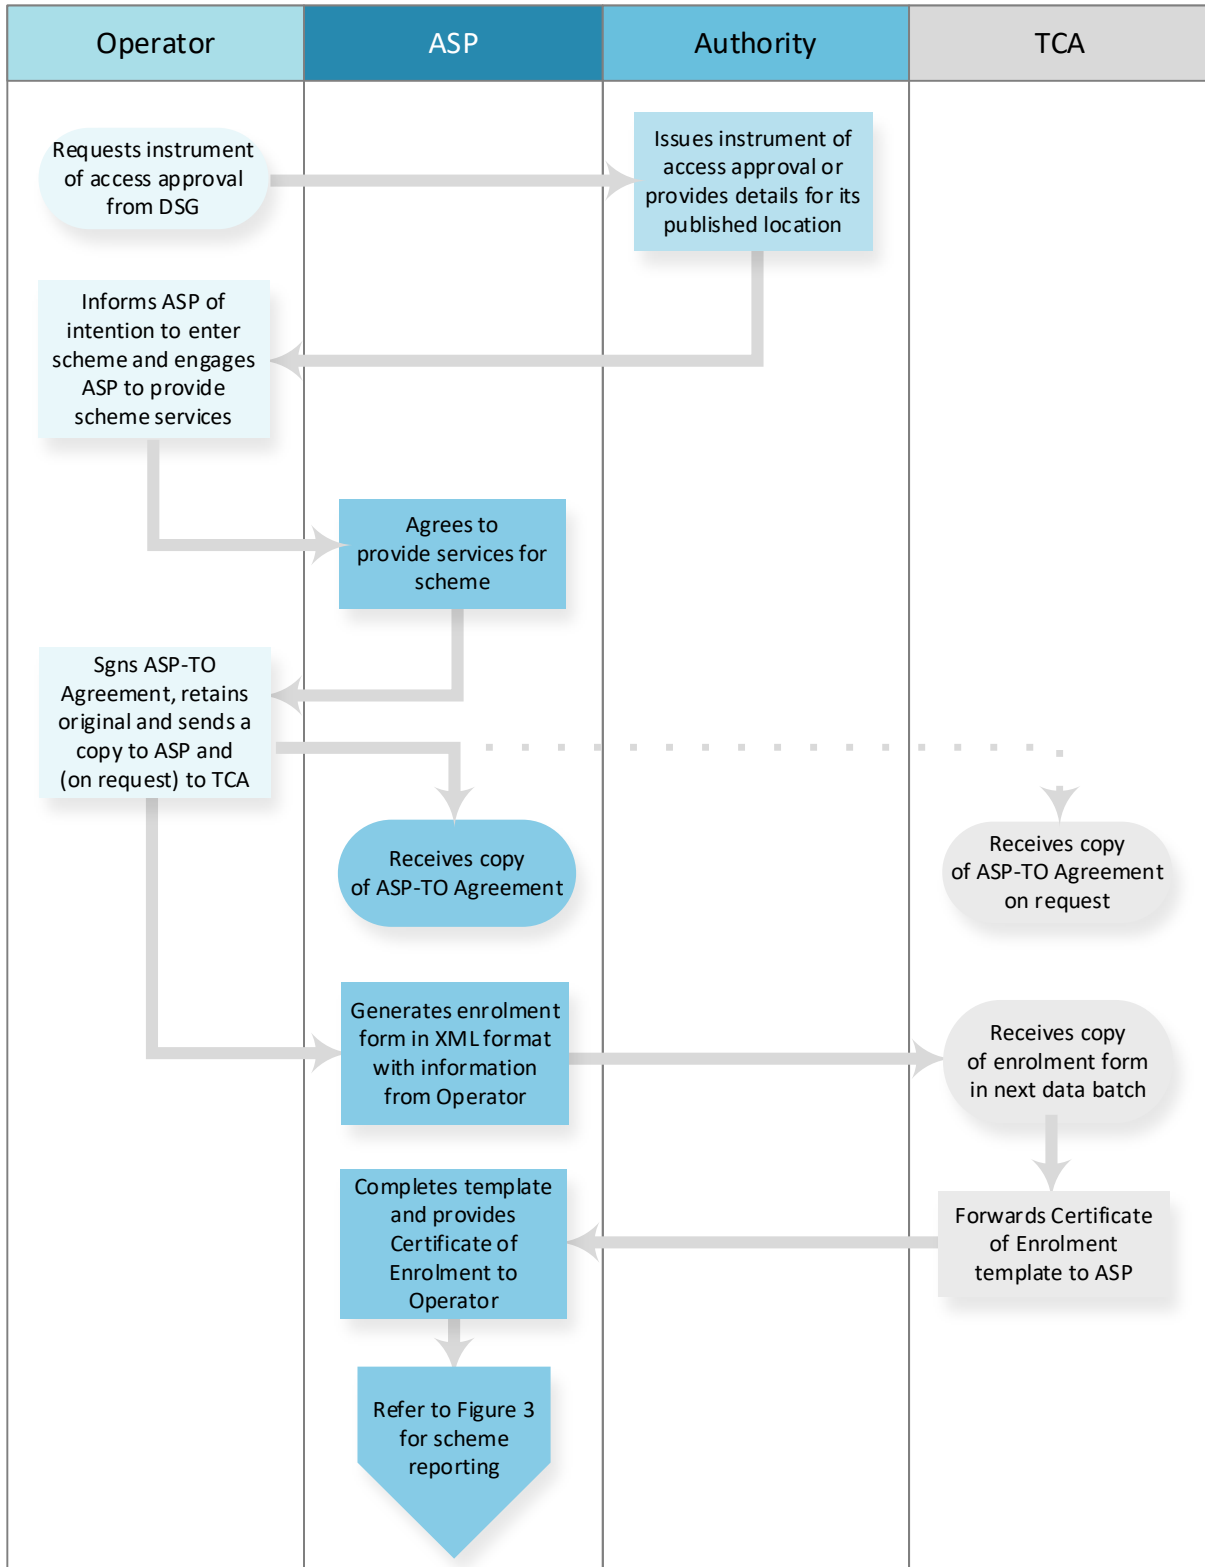 Operator
ASP
Authority
TCA
Requests instrument
of access approval
from DSG
Issues instrument of
access approval or
provides details for its
published location
Informs ASP of
intention to enter
scheme and engages
ASP to provide
scheme services
Agrees to
provide services for
scheme
Sgns ASP-TO
Agreement, retains
original and sends a
copy to ASP and
(on request) to TCA
Receives copy
of ASP-TO Agreement
Receives copy
of ASP-TO Agreement
on request
Generates enrolment
form in XML format
with information
from Operator
Receives copy
of enrolment form
in next data batch
Completes template
and provides
Certificate of
Enrolment to
Operator
Forwards Certificate
of Enrolment
template to ASP
Refer to Figure 3
for scheme
reporting